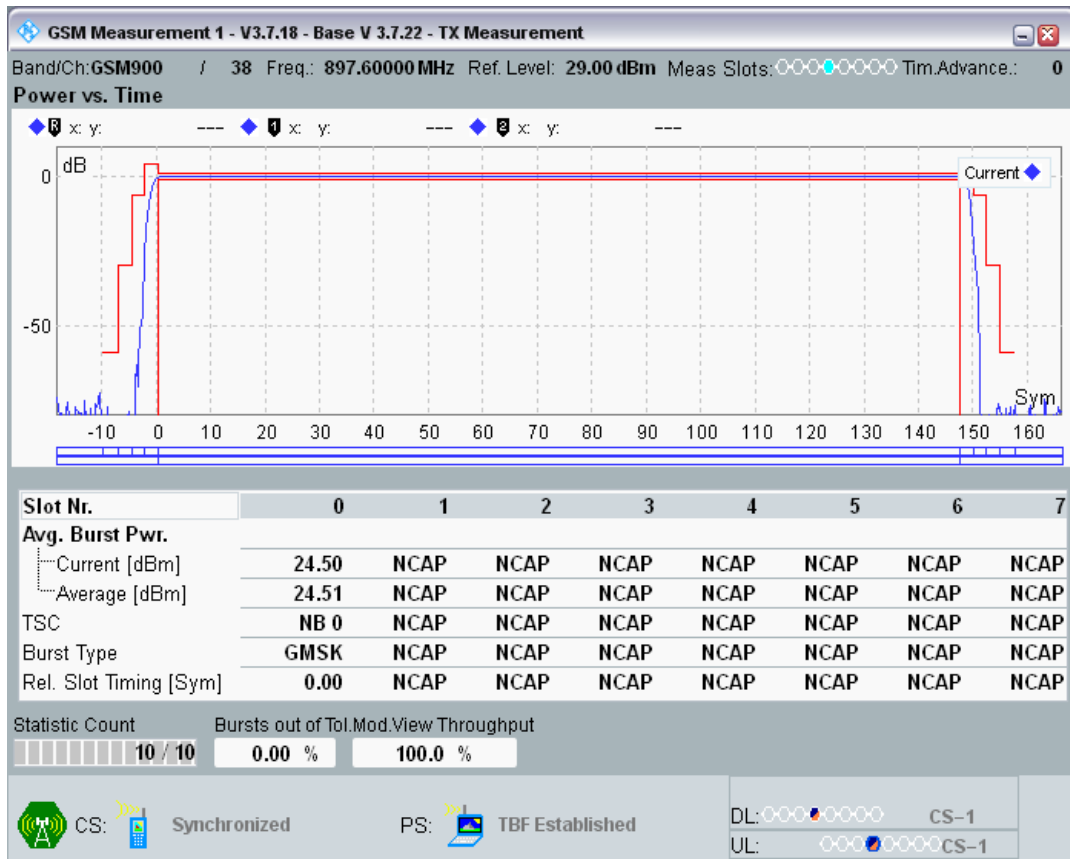 GSM Measurement 1 - V3.7.18 - Base V 3.7.22 - TX Measurement
Band/Ch:GSM900 / 38 Freq.: 897.60000 MHz Ref. Level: 29.00 dBm Meas Slots: Tim.Advance.: 0
Power vs. Time
R x: y: --- 1 x: y: --- 2 x: y: ---
dB
0
Current
-50
Sym
-10 0 10 20 30 40 50 60 70 80 90 100 110 120 130 140 150 160
Slot Nr. 0 1 2 3 4 5 6 7
Avg. Burst Pwr.
Current [dBm] 24.50 NCAP NCAP NCAP NCAP NCAP NCAP NCAP
Average [dBm] 24.51 NCAP NCAP NCAP NCAP NCAP NCAP NCAP
TSC NB 0 NCAP NCAP NCAP NCAP NCAP NCAP NCAP
Burst Type GMSK NCAP NCAP NCAP NCAP NCAP NCAP NCAP
Rel. Slot Timing [Sym] 0.00 NCAP NCAP NCAP NCAP NCAP NCAP NCAP
Statistic Count Bursts out of Tol.Mod.View Throughput
10 / 10 0.00 % 100.0 %
CS: Synchronized PS: TBF Established DL: CS-1
UL: CS-1